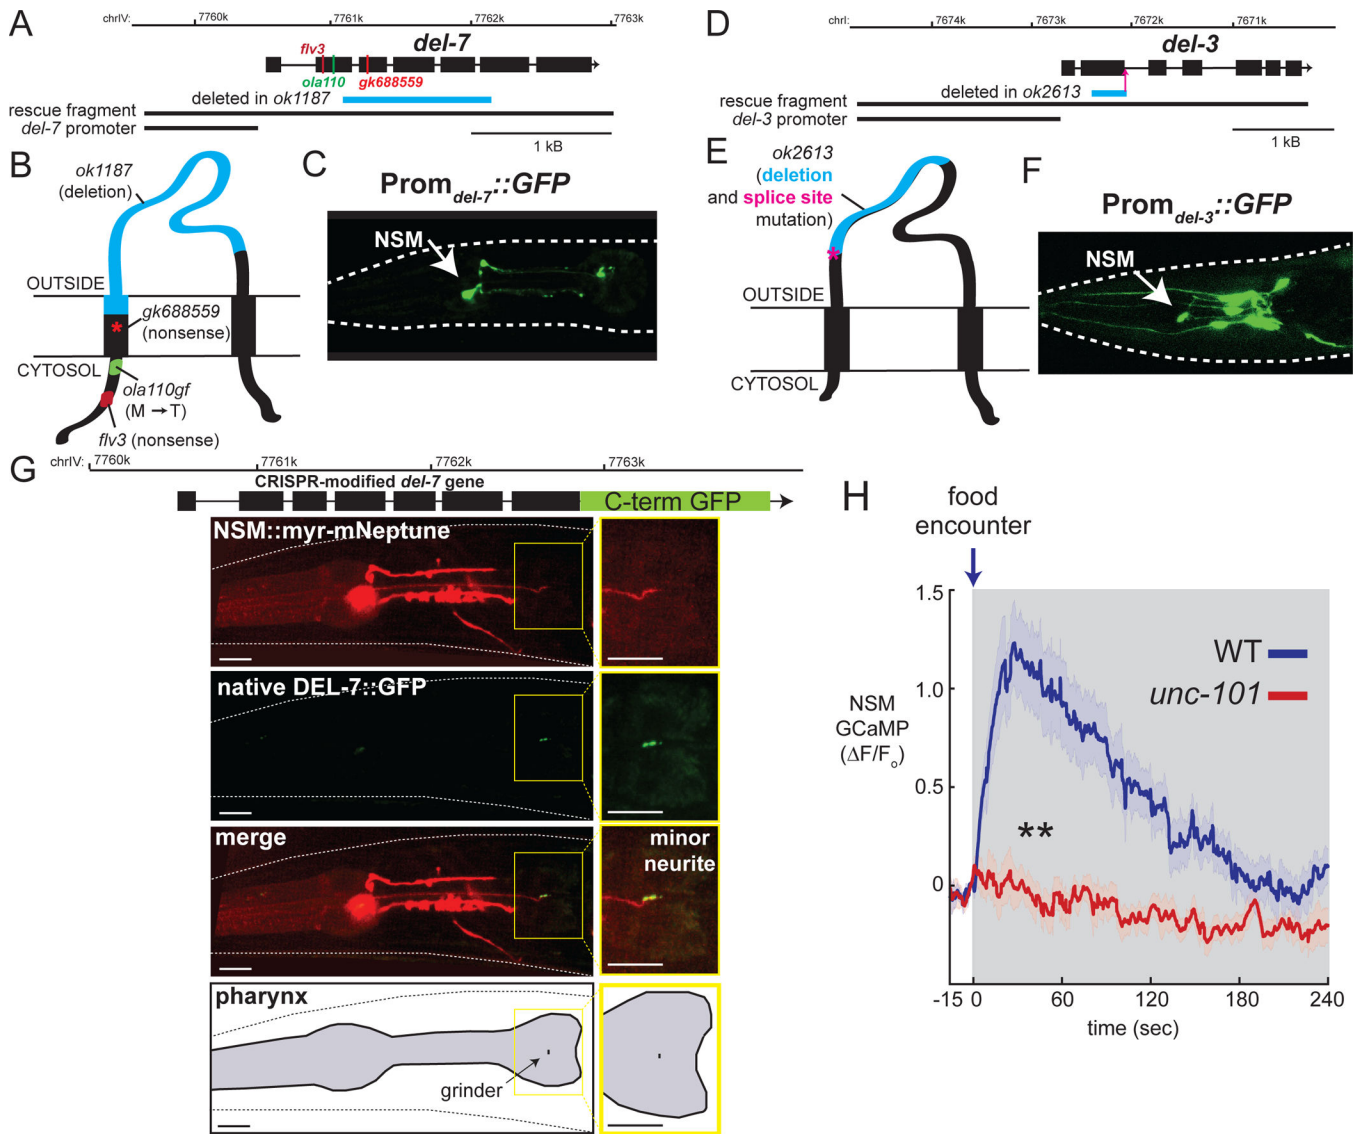 A
chrIV: 7760k 7761k 7762k 7763k
del-7
flv3
ola110
gk688559
deleted in ok1187
rescue fragment
del-7 promoter
1 kB
D
chrI: 7674k 7673k 7672k 7671k
del-3
deleted in ok2613
rescue fragment
del-3 promoter
1 kB
B
ok1187
(deletion)
OUTSIDE
gk688559
(nonsense)
CYTOSOL
ola110gf
(M → T)
flv3 (nonsense)
C
Promdel-7::GFP
NSM
E
ok2613
(deletion
and splice site
mutation)
OUTSIDE
CYTOSOL
F
Promdel-3::GFP
NSM
G
chrIV: 7760k 7761k 7762k 7763k
CRISPR-modified del-7 gene
C-term GFP
NSM::myr-mNeptune
native DEL-7::GFP
merge
minor
neurite
pharynx
grinder
H
food
encounter
1.5
1.0
0.5
0
NSM
GCaMP
(ΔF/Fo)
WT
unc-101
**
-15 0 60 120 180 240
time (sec)